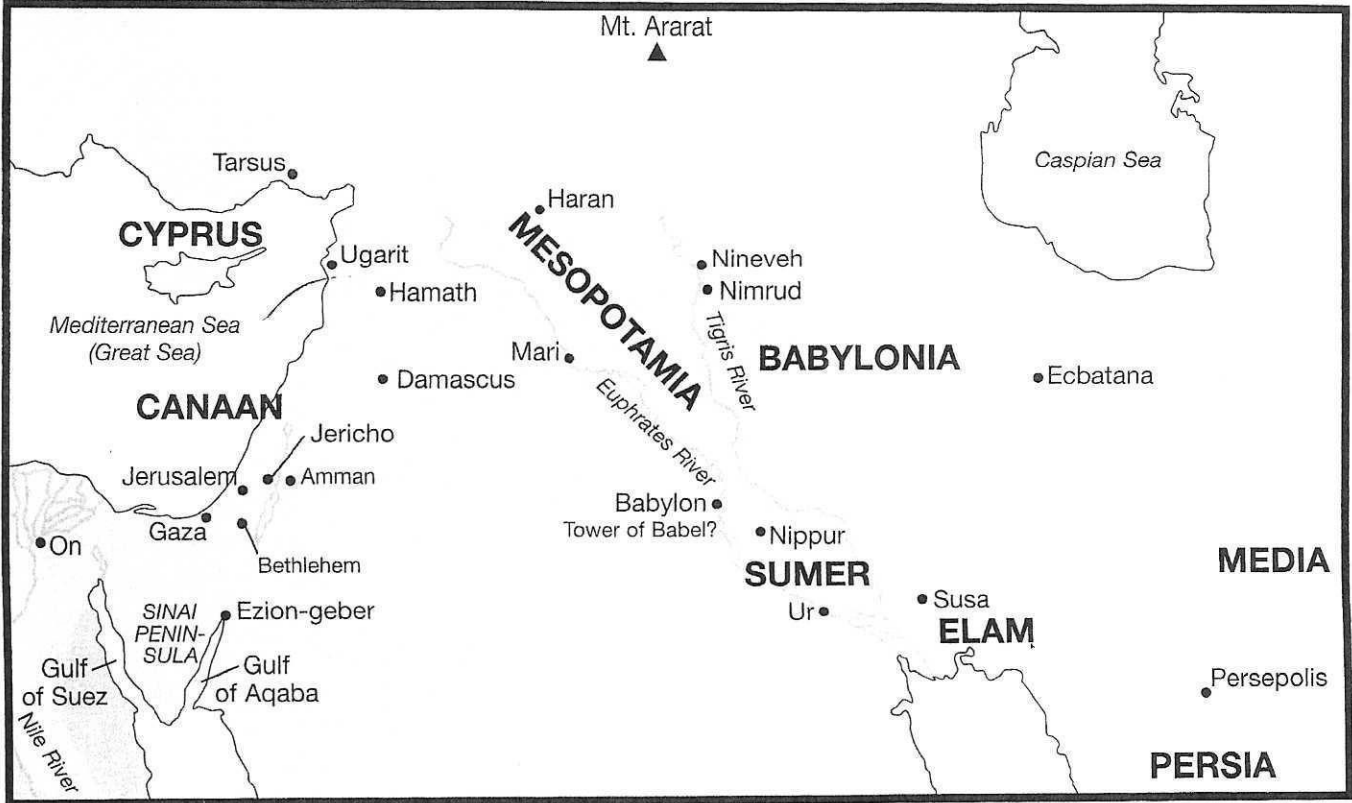 Mt. Ararat
Caspian Sea
Tarsus
Haran
CYPRUS
MESOPOTAMIA
Ugarit
Nineveh
Hamath
Nimrud
Mediterranean Sea
(Great Sea)
Tigris River
Mari
BABYLONIA
Damascus
Ecbatana
CANAAN
Euphrates River
Jericho
Jerusalem
Amman
Babylon
Tower of Babel?
Gaza
Nippur
On
Bethlehem
MEDIA
SUMER
SINAI
PENIN-
SULA
Ezion-geber
Ur
Susa
ELAM
Gulf
of Suez
Gulf
of Aqaba
Persepolis
Nile River
PERSIA